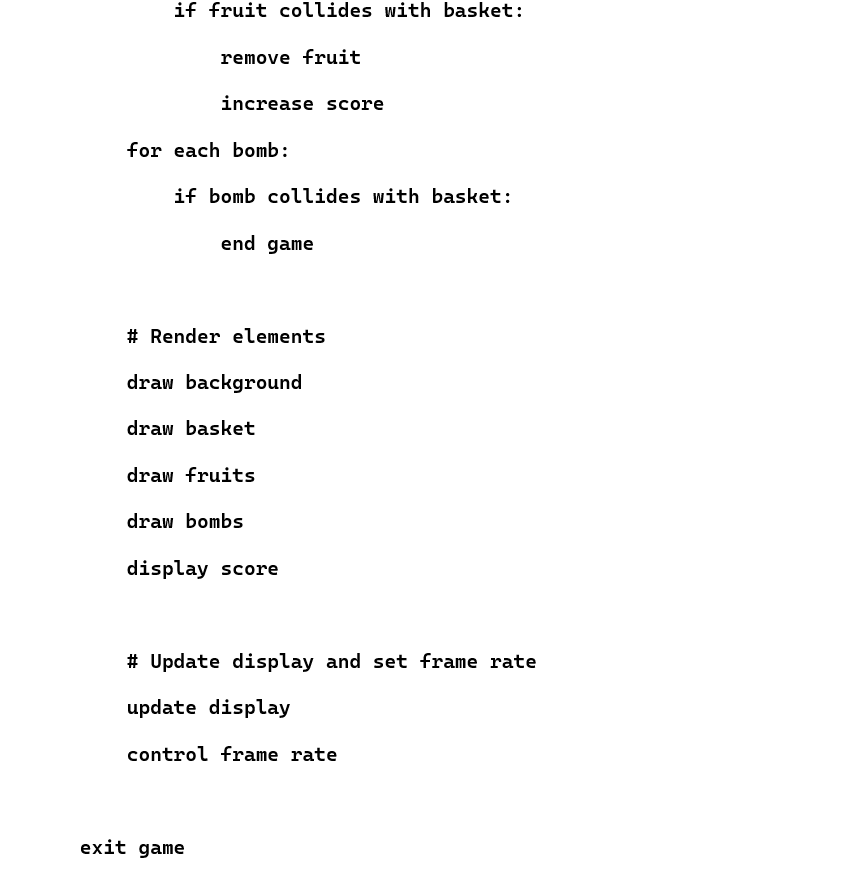 if fruit collides with basket:
remove fruit
increase score
for each bomb:
if bomb collides with basket:
end game
# Render elements
draw background
draw basket
draw fruits
draw bombs
display score
# Update display and set frame rate
update display
control frame rate
exit game